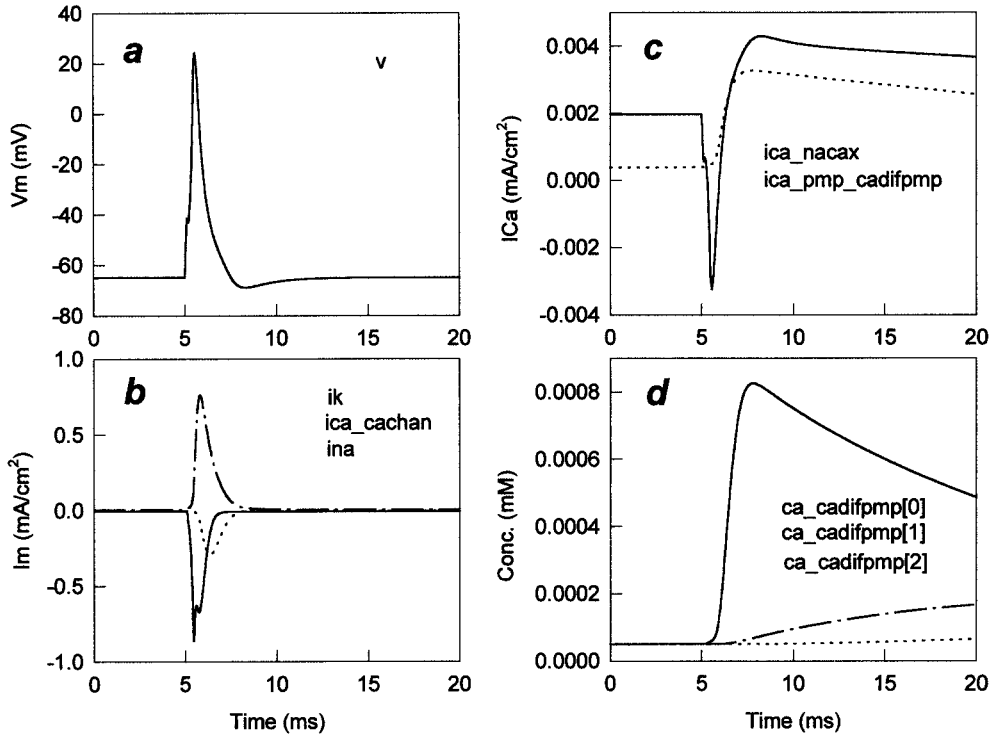 a
v
Vm (mV)
40
20
0
-20
-40
-60
-80
0
5
10
15
20
b
ik
ica_cachan
ina
Im (mA/cm²)
1.0
0.5
0.0
-0.5
-1.0
0
5
10
15
20
Time (ms)
c
ica_nacax
ica_pmp_cadifpmp
ICa (mA/cm²)
0.004
0.002
0.000
-0.002
-0.004
0
5
10
15
20
d
ca_cadifpmp[0]
ca_cadifpmp[1]
ca_cadifpmp[2]
Conc. (mM)
0.0008
0.0006
0.0004
0.0002
0.0000
0
5
10
15
20
Time (ms)